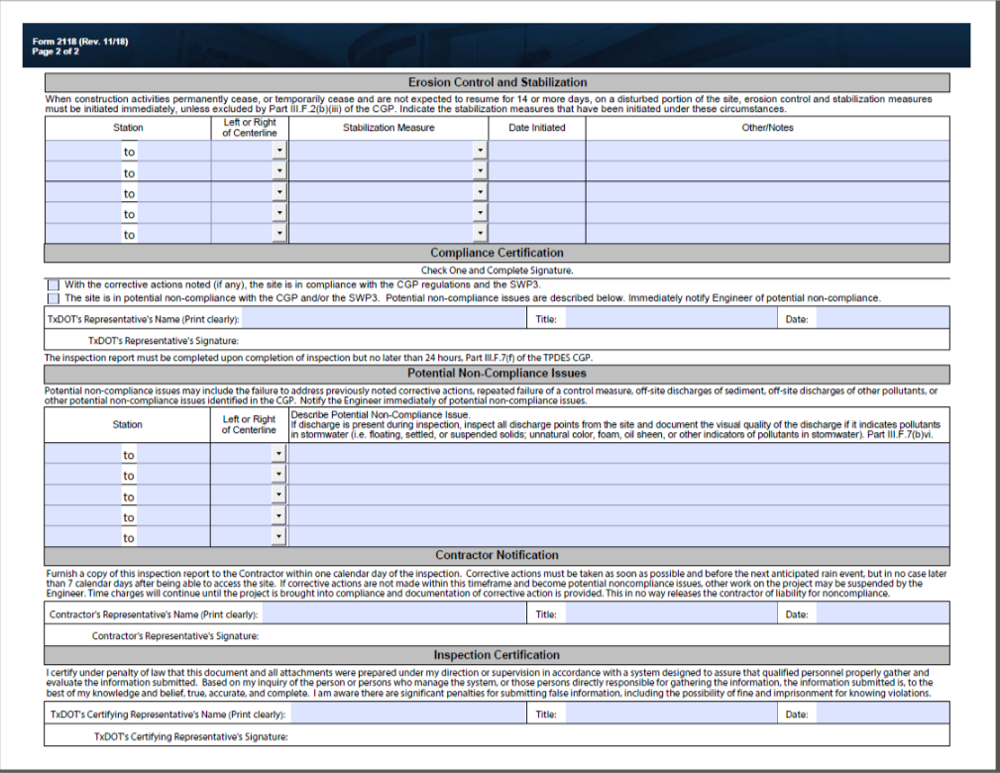 Form 2118 (Rev. 11/18)
Page 2 of 2
Erosion Control and Stabilization
When construction activities permanently cease, or temporarily cease and are not expected to resume for 14 or more days, on a disturbed portion of the site, erosion control and stabilization measures
must be initiated immediately, unless excluded by Part III.F.2(b)(iii) of the CGP. Indicate the stabilization measures that have been initiated under these circumstances.
Station
Left or Right
of Centerline
Stabilization Measure
Date Initiated
Other/Notes
to
to
to
to
to
Compliance Certification
Check One and Complete Signature.
With the corrective actions noted (if any), the site is in compliance with the CGP regulations and the SWP3.
The site is in potential non-compliance with the CGP and/or the SWP3. Potential non-compliance issues are described below. Immediately notify Engineer of potential non-compliance.
TxDOT's Representative's Name (Print clearly):
Title:
Date:
TxDOT's Representative's Signature:
The inspection report must be completed upon completion of inspection but no later than 24 hours, Part III.F.7(f) of the TPDES CGP.
Potential Non-Compliance Issues
Potential non-compliance issues may include the failure to address previously noted corrective actions, repeated failure of a control measure, off-site discharges of sediment, off-site discharges of other pollutants, or
other potential non-compliance issues identified in the CGP. Notify the Engineer immediately of potential non-compliance issues.
Station
Left or Right
of Centerline
Describe Potential Non-Compliance Issue.
If discharge is present during inspection, inspect all discharge points from the site and document the visual quality of the discharge if it indicates pollutants
in stormwater (i.e. floating, settled, or suspended solids; unnatural color, foam, oil sheen, or other indicators of pollutants in stormwater). Part III.F.7(b)vi.
to
to
to
to
to
Contractor Notification
Furnish a copy of this inspection report to the Contractor within one calendar day of the inspection. Corrective actions must be taken as soon as possible and before the next anticipated rain event, but in no case later
than 7 calendar days after being able to access the site. If corrective actions are not made within this timeframe and become potential noncompliance issues, other work on the project may be suspended by the
Engineer. Time charges will continue until the project is brought into compliance and documentation of corrective action is provided. This in no way releases the contractor of liability for noncompliance.
Contractor's Representative's Name (Print clearly):
Title:
Date:
Contractor's Representative's Signature:
Inspection Certification
I certify under penalty of law that this document and all attachments were prepared under my direction or supervision in accordance with a system designed to assure that qualified personnel properly gather and
evaluate the information submitted. Based on my inquiry of the person or persons who manage the system, or those persons directly responsible for gathering the information, the information submitted is, to the
best of my knowledge and belief, true, accurate, and complete. I am aware there are significant penalties for submitting false information, including the possibility of fine and imprisonment for knowing violations.
TxDOT's Certifying Representative's Name (Print clearly):
Title:
Date:
TxDOT's Certifying Representative's Signature: